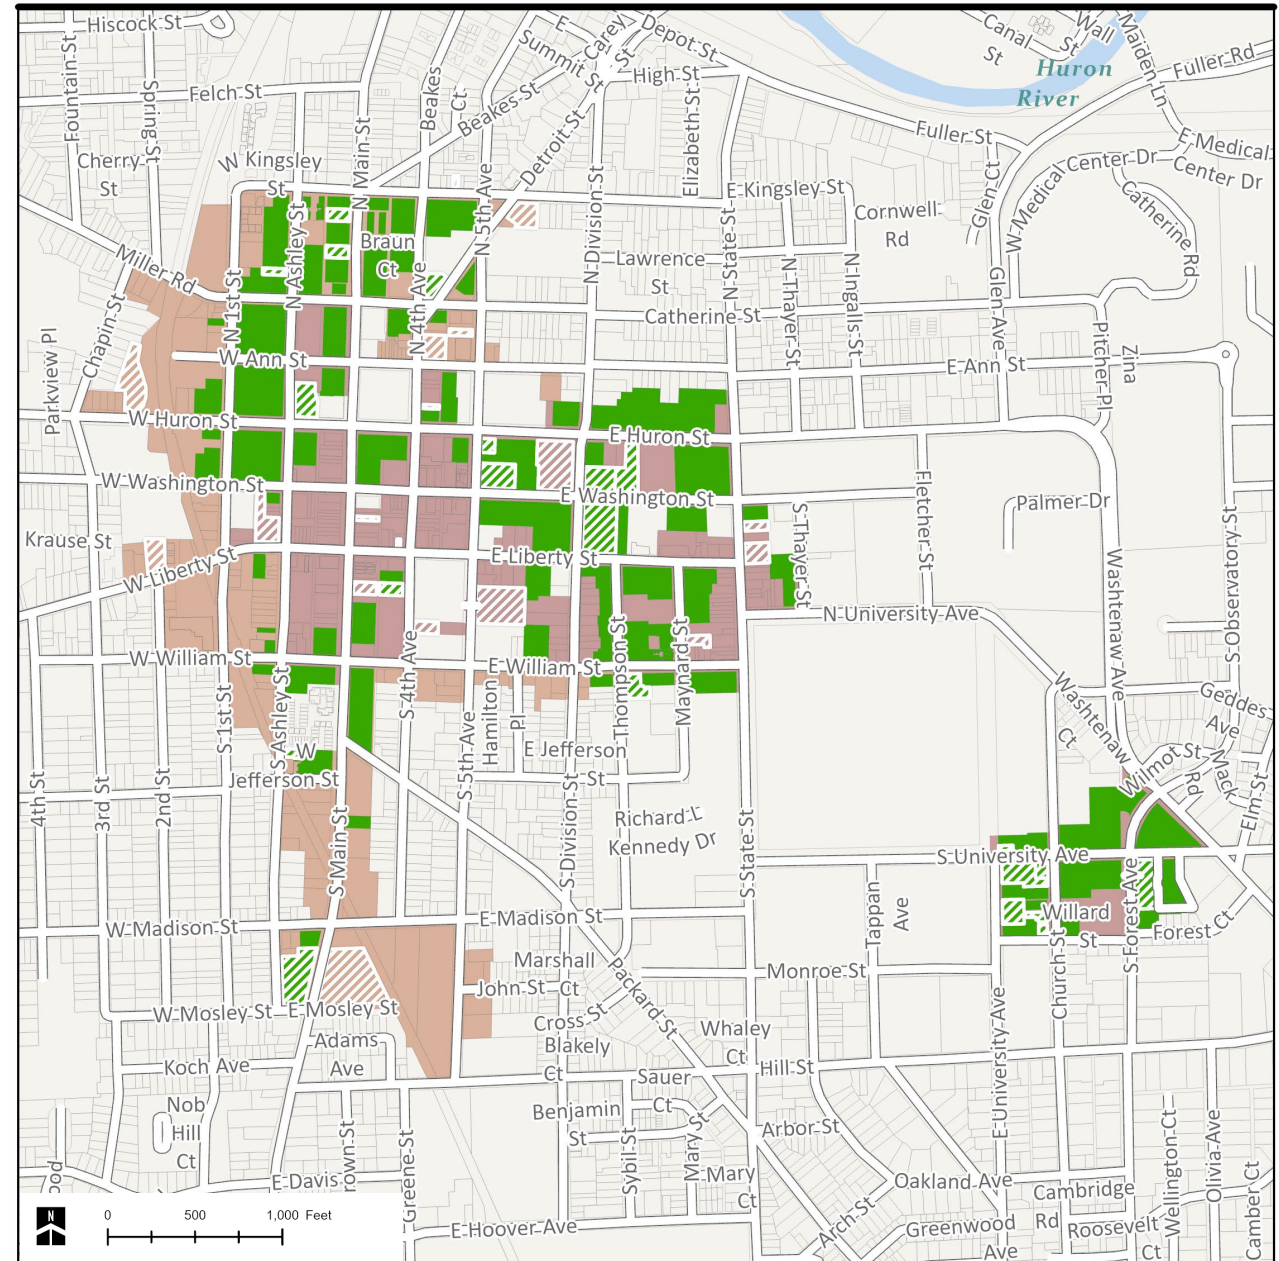 Hiscock St
Fountain St
Spring St
Felch St
Cherry
St
W Kingsley
St
N Main St
Beakes
Ct
Beakes St
Summit St
E
Carey
St
Depot St
High St
Detroit St
Elizabeth St
Canal
St
Wall
St
Maiden Ln
Huron
River
Fuller Rd
Fuller St
E Medical
Center Dr
W Medical Center Dr
Catherine Rd
Glen Ct
E Kingsley St
Cornwell
Rd
N Division St
N 5th Ave
N State St
Lawrence
St
Catherine St
N Thayer St
N Ingalls St
Glen Ave
Braun
Ct
N 4th Ave
N Ashley St
N 1st St
Miller Rd
Chapin St
Parkview Pl
W Ann St
E Ann St
Pitcher Pl
Zina
W Huron St
E Huron St
W Washington St
E Washington St
Fletcher St
Palmer Dr
S Thayer St
Krause St
W Liberty St
E Liberty St
N University Ave
Washtenaw Ave
S Observatory St
W William St
E William St
Thompson St
Maynard St
S 4th Ave
S 5th Ave
Hamilton
Pl
S 1st St
S Ashley St
W
Jefferson St
E Jefferson
St
4th St
3rd St
2nd St
S Main St
S Division St
Richard L
Kennedy Dr
S State St
Washtenaw
Ct
Geddes
Ave
Wilmot St
Mack
Rd
Elm St
S University Ave
Tappan
Ave
Willard
St
Church St
S Forest Ave
Forest Ct
W Madison St
E Madison St
Marshall
Ct
John St
Packard St
Monroe St
W Mosley St
E Mosley St
Adams
Ave
Koch Ave
Cross St
Blakely
Ct
Whaley
Ct
Hill St
E University Ave
Sauer
Ct
Nob
Hill
Ct
Benjamin
St
Sybil St
Mary St
Mary
Ct
Arbor St
Oakland Ave
Cambridge
Rd
Wellington Ct
Olivia Ave
Camber Ct
ood
E Davis
rown St
Greene St
E Hoover Ave
Arch St
Greenwood
Ave
Roosevelt
Ct
N
0 500 1,000 Feet